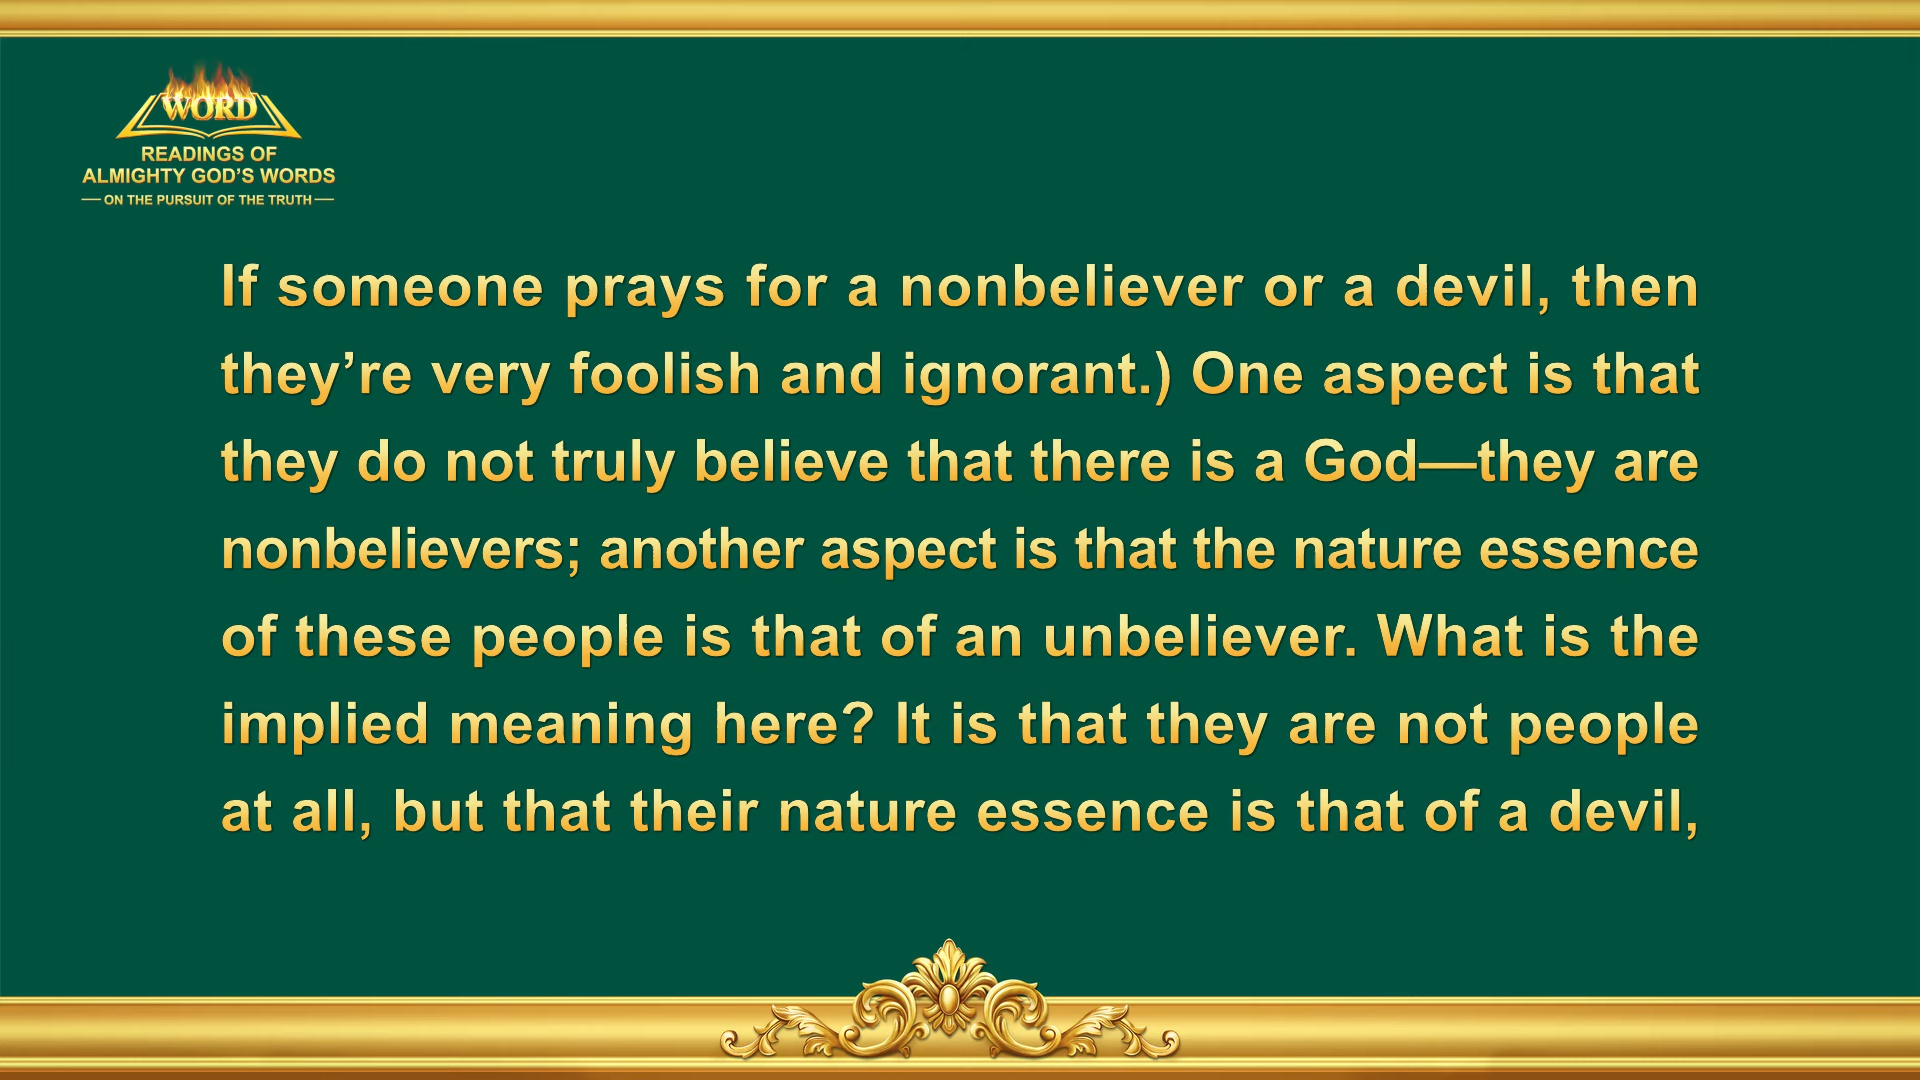 WORD
READINGS OF
ALMIGHTY GOD'S WORDS
— ON THE PURSUIT OF THE TRUTH —
If someone prays for a nonbeliever or a devil, then
they’re very foolish and ignorant.) One aspect is that
they do not truly believe that there is a God—they are
nonbelievers; another aspect is that the nature essence
of these people is that of an unbeliever. What is the
implied meaning here? It is that they are not people
at all, but that their nature essence is that of a devil,